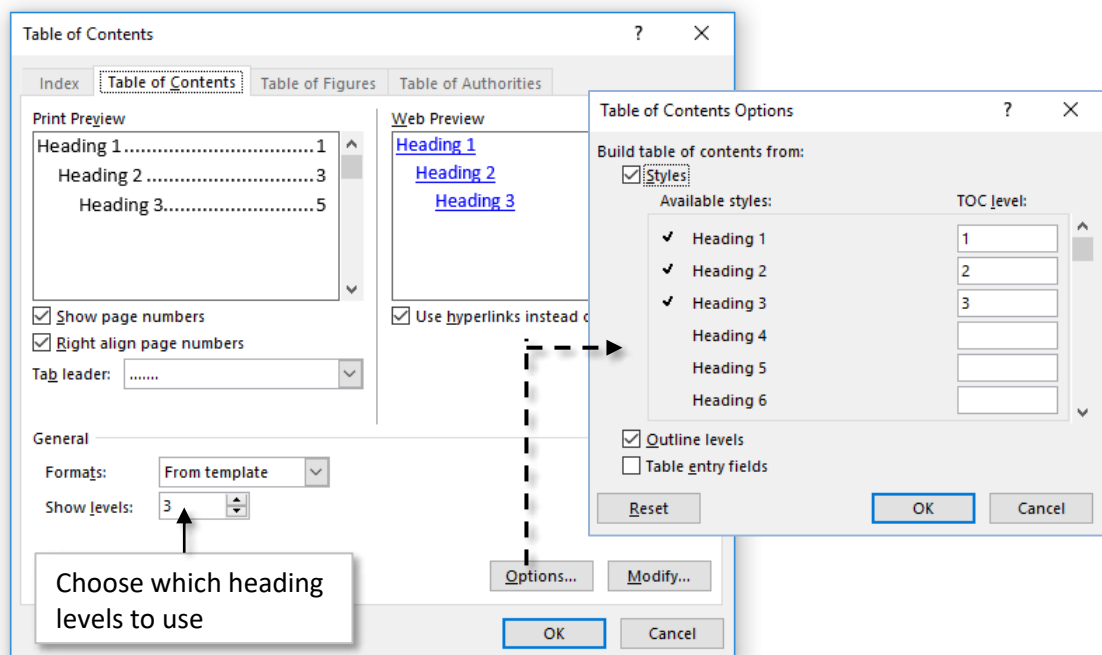 Table of Contents
?
Index
Table of Contents
Table of Figures
Table of Authorities
Print Preview
Heading 1....................................1
Heading 2................................3
Heading 3............................5
Show page numbers
Right align page numbers
Tab leader: .......
Web Preview
Heading 1
Heading 2
Heading 3
Use hyperlinks instead
General
Formats: From template
Show levels: 3
Choose which heading
levels to use
Options...
Modify...
OK
Cancel
Table of Contents Options
?
Build table of contents from:
Styles
Available styles: TOC level:
Heading 1 1
Heading 2 2
Heading 3 3
Heading 4
Heading 5
Heading 6
Outline levels
Table entry fields
Reset
OK
Cancel